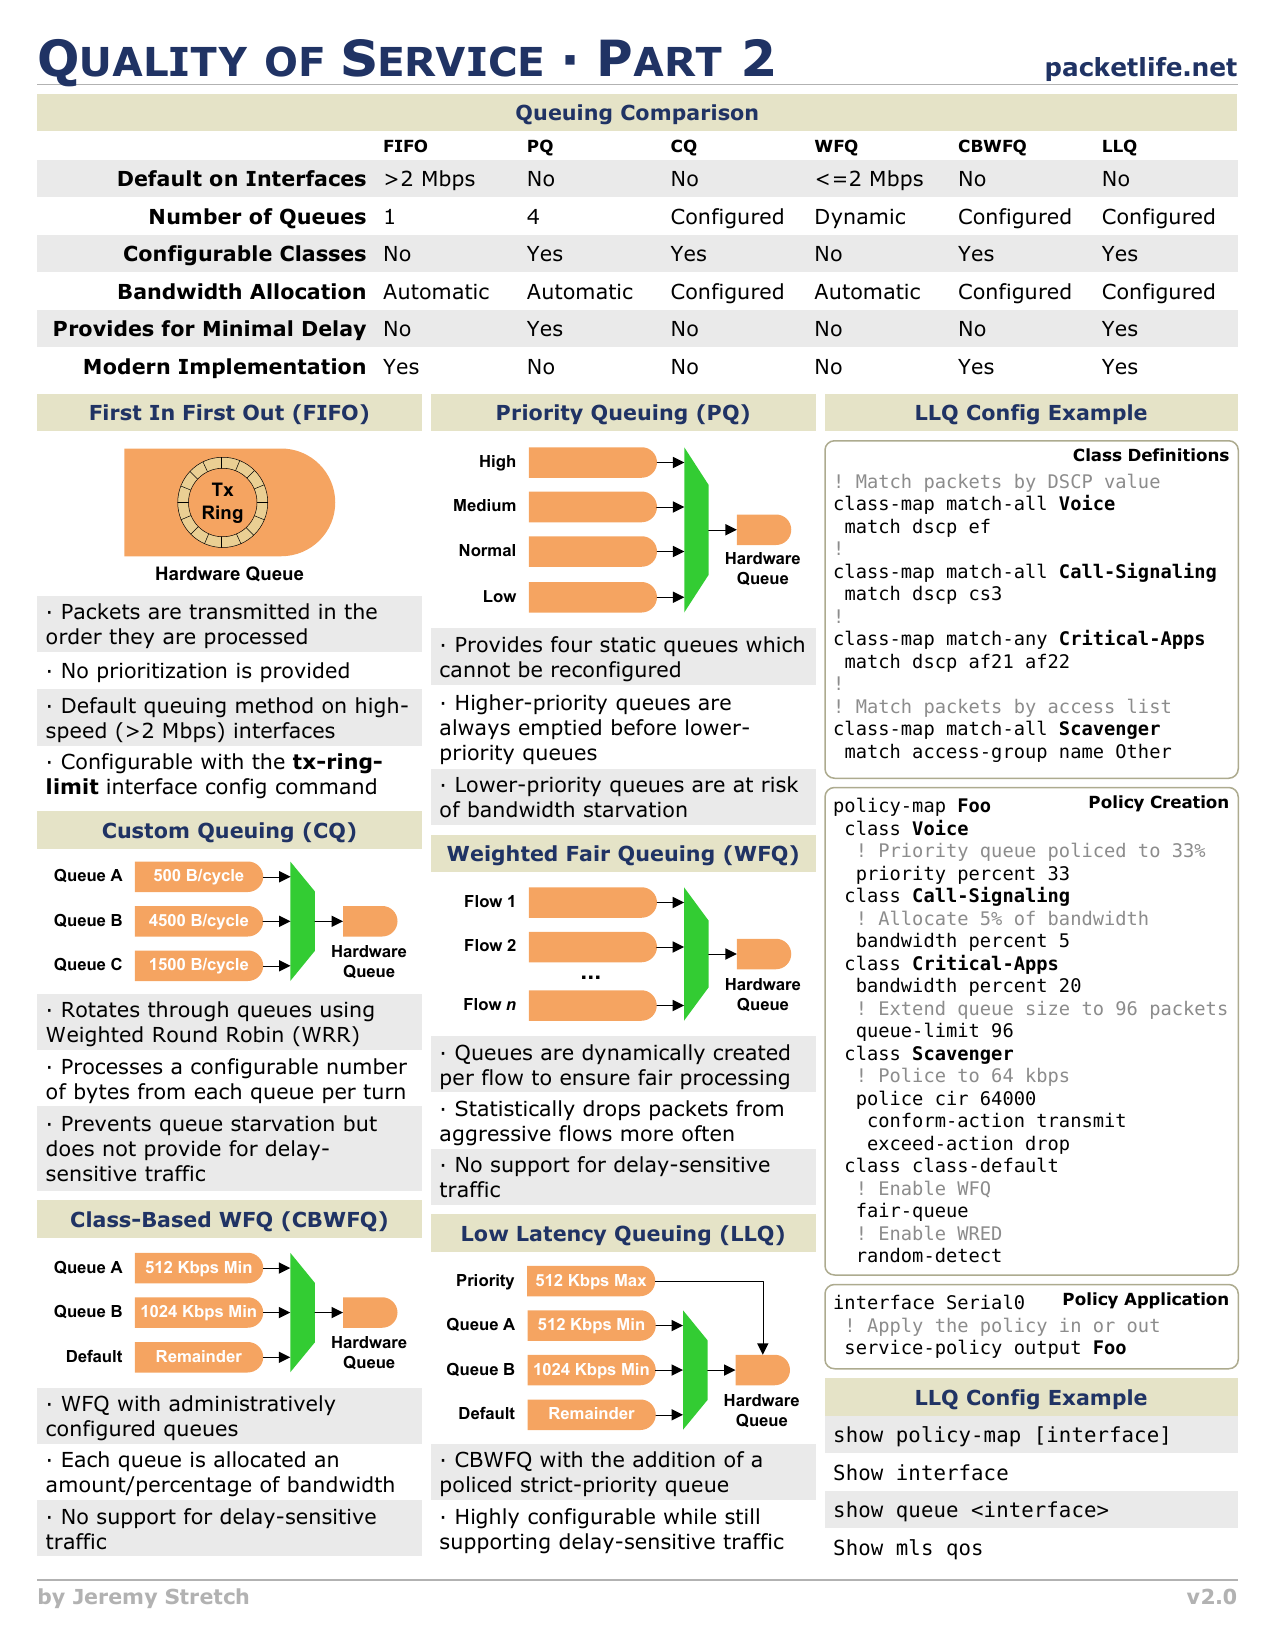 QUALITY OF SERVICE · PART 2
packetlife.net
Queuing Comparison
FIFO PQ CQ WFQ CBWFQ LLQ
Default on Interfaces >2 Mbps No No <=2 Mbps No No
Number of Queues 1 4 Configured Dynamic Configured Configured
Configurable Classes No Yes Yes No Yes Yes
Bandwidth Allocation Automatic Automatic Configured Automatic Configured Configured
Provides for Minimal Delay No Yes No No No Yes
Modern Implementation Yes No No No Yes Yes
First In First Out (FIFO)
Tx
Ring
Hardware Queue
· Packets are transmitted in the
order they are processed
· No prioritization is provided
· Default queuing method on high-
speed (>2 Mbps) interfaces
· Configurable with the tx-ring-
limit interface config command
Custom Queuing (CQ)
Queue A 500 B/cycle
Queue B 4500 B/cycle
Queue C 1500 B/cycle
Hardware
Queue
· Rotates through queues using
Weighted Round Robin (WRR)
· Processes a configurable number
of bytes from each queue per turn
· Prevents queue starvation but
does not provide for delay-
sensitive traffic
Class-Based WFQ (CBWFQ)
Queue A 512 Kbps Min
Queue B 1024 Kbps Min
Default Remainder
Hardware
Queue
· WFQ with administratively
configured queues
· Each queue is allocated an
amount/percentage of bandwidth
· No support for delay-sensitive
traffic
Priority Queuing (PQ)
High
Medium
Normal
Low
Hardware
Queue
· Provides four static queues which
cannot be reconfigured
· Higher-priority queues are
always emptied before lower-
priority queues
· Lower-priority queues are at risk
of bandwidth starvation
Weighted Fair Queuing (WFQ)
Flow 1
Flow 2
...
Flow n
Hardware
Queue
· Queues are dynamically created
per flow to ensure fair processing
· Statistically drops packets from
aggressive flows more often
· No support for delay-sensitive
traffic
Low Latency Queuing (LLQ)
Priority 512 Kbps Max
Queue A 512 Kbps Min
Queue B 1024 Kbps Min
Default Remainder
Hardware
Queue
· CBWFQ with the addition of a
policed strict-priority queue
· Highly configurable while still
supporting delay-sensitive traffic
LLQ Config Example
Class Definitions
! Match packets by DSCP value
class-map match-all Voice
match dscp ef
!
class-map match-all Call-Signaling
match dscp cs3
!
class-map match-any Critical-Apps
match dscp af21 af22
!
! Match packets by access list
class-map match-all Scavenger
match access-group name Other
policy-map Foo Policy Creation
class Voice
! Priority queue policed to 33%
priority percent 33
class Call-Signaling
! Allocate 5% of bandwidth
bandwidth percent 5
class Critical-Apps
bandwidth percent 20
! Extend queue size to 96 packets
queue-limit 96
class Scavenger
! Police to 64 kbps
police cir 64000
conform-action transmit
exceed-action drop
class class-default
! Enable WFQ
fair-queue
! Enable WRED
random-detect
interface Serial0 Policy Application
! Apply the policy in or out
service-policy output Foo
LLQ Config Example
show policy-map [interface]
Show interface
show queue <interface>
Show mls qos
by Jeremy Stretch
v2.0